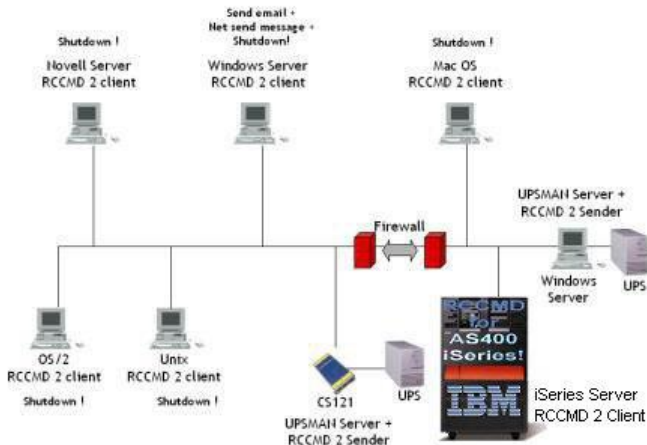 Shutdown !
Novell Server
RCCMD 2 client
Send email +
Net send message +
Shutdown!
Windows Server
RCCMD 2 client
Shutdown !
Mac OS
RCCMD 2 client
UPSMAN Server +
RCCMD 2 Sender
Firewall
Windows
Server
UPS
OS/2
RCCMD 2 client
Shutdown !
Unix
RCCMD 2 client
Shutdown !
CS121
UPS
UPSMAN Server +
RCCMD 2 Sender
RCCMD
for
AS400
iSeries!
IBM
iSeries Server
RCCMD 2 Client